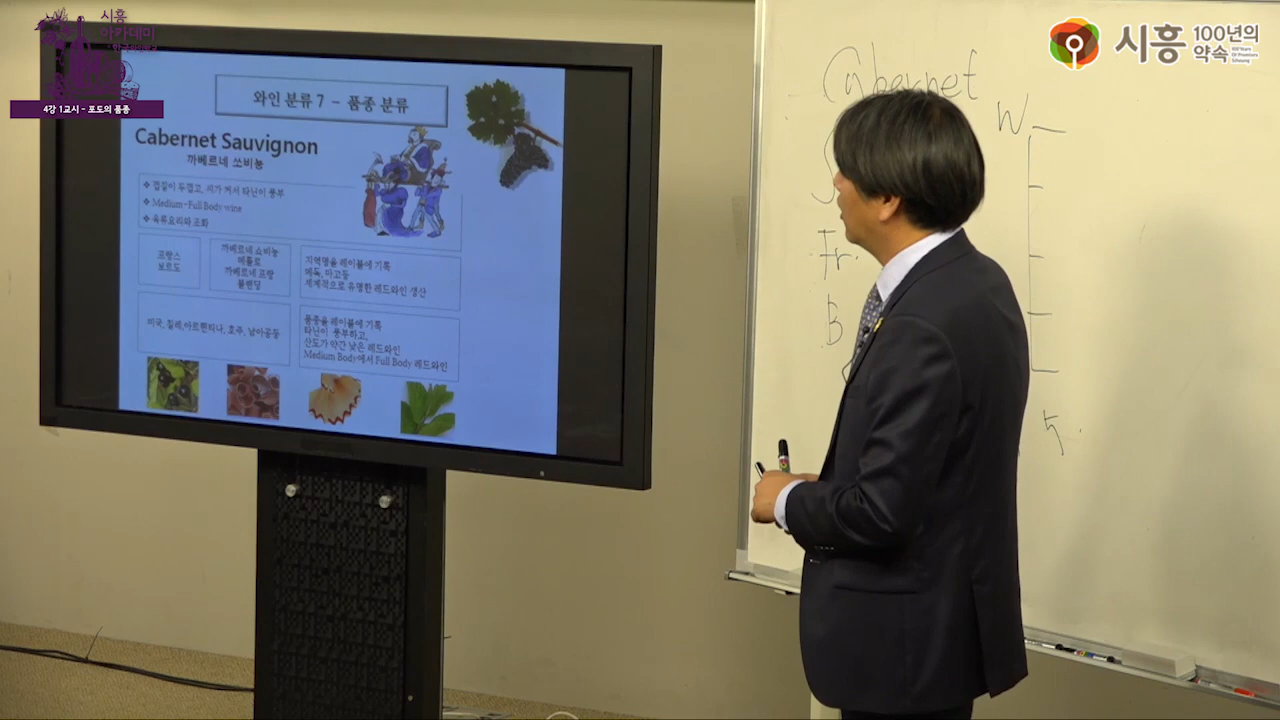 시흥
아카데미
4강 1교시 - 포도의 품종
시흥 100년의 약속
와인 분류 7 - 품종 분류
Cabernet Sauvignon
까베르네 쏘비뇽
❖ 껍질이 두껍고, 씨가 커서 타닌이 풍부
❖ Medium-Full Body wine
❖ 육류요리와 조화
프랑스
보르도
까베르네 쇼비뇽
메를로
까베르네 프랑
블렌딩
지역명을 레이블에 기록
메독, 마고등
세계적으로 유명한 레드와인 생산
미국, 칠레,아르헨티나, 호주, 남아공등
품종을 레이블에 기록
타닌이 풍부하고,
산도가 약간 낮은 레드와인
Medium Body에서 Full Body 레드와인
Cabernet
S
Fr.
B
W
5.